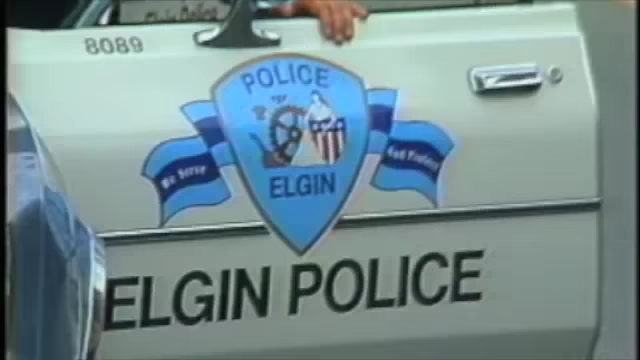 8089
POLICE
We Serve
And Protect
ELGIN
ELGIN POLICE